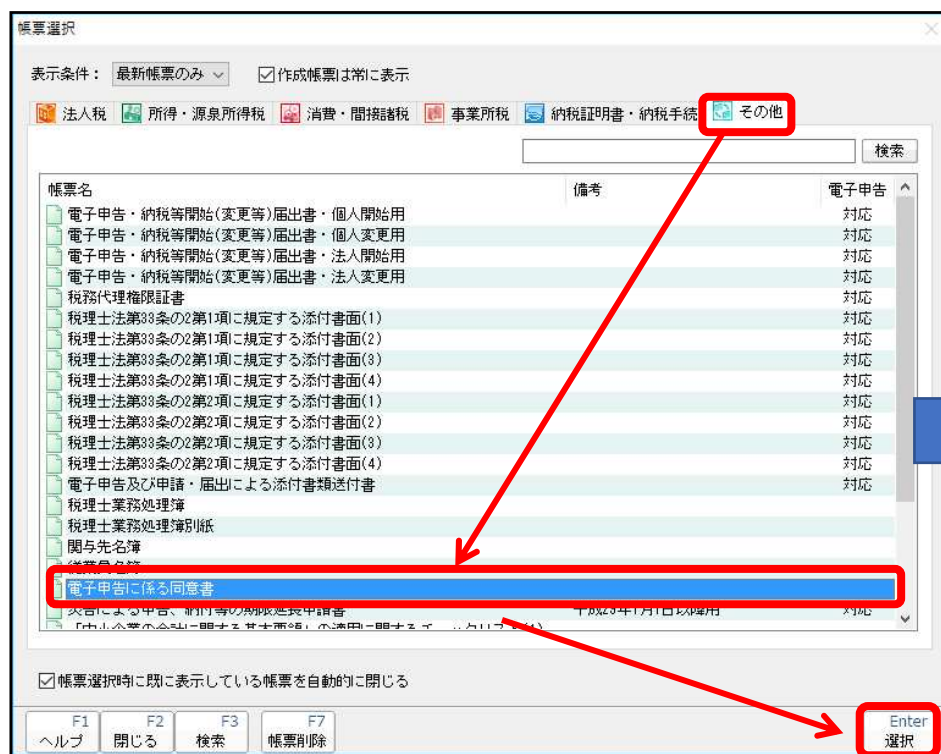 帳票選択
表示条件： 最新帳票のみ 作成帳票は常に表示
法人税 所得・源泉所得税 消費・間接諸税 事業所税 納税証明書・納税手続 その他
検索
帳票名 備考 電子申告
電子申告・納税等開始(変更等)届出書・個人開始用 対応
電子申告・納税等開始(変更等)届出書・個人変更用 対応
電子申告・納税等開始(変更等)届出書・法人開始用 対応
電子申告・納税等開始(変更等)届出書・法人変更用 対応
税務代理権限証書 対応
税理士法第33条の2第1項に規定する添付書面(1) 対応
税理士法第33条の2第1項に規定する添付書面(2) 対応
税理士法第33条の2第1項に規定する添付書面(3) 対応
税理士法第33条の2第1項に規定する添付書面(4) 対応
税理士法第33条の2第2項に規定する添付書面(1) 対応
税理士法第33条の2第2項に規定する添付書面(2) 対応
税理士法第33条の2第2項に規定する添付書面(3) 対応
税理士法第33条の2第2項に規定する添付書面(4) 対応
電子申告及び申請・届出による添付書類送付書 対応
税理士業務処理簿
税理士業務処理簿別紙
関与先名簿
従業員名簿
電子申告に係る同意書
災害による申告、納付等の期限延長申請書 対応
帳票選択時に既に表示している帳票を自動的に閉じる
F1 F2 F3 F7 Enter
ヘルプ 閉じる 検索 帳票削除 選択